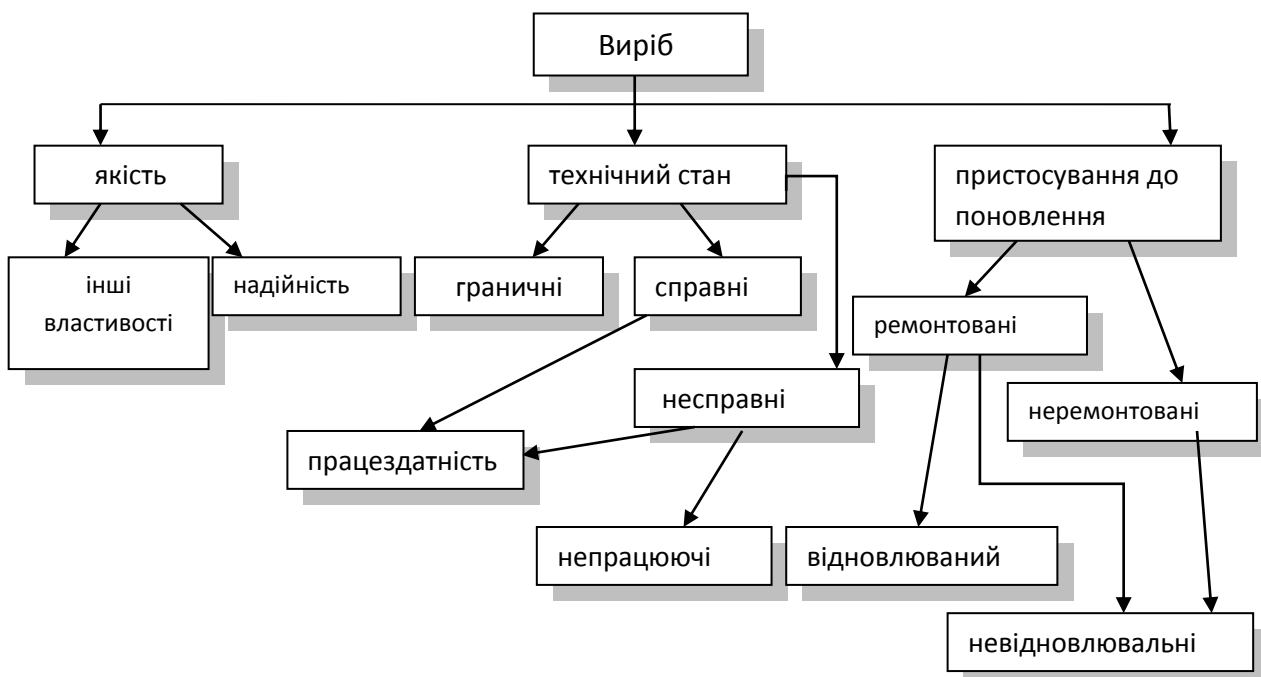 Виріб
якість
технічний стан
пристосування до
поновлення
інші
властивості
надійність
граничні
справні
ремонтовані
несправні
неремонтовані
працездатність
непрацюючі
відновлюваний
невідновлювальні